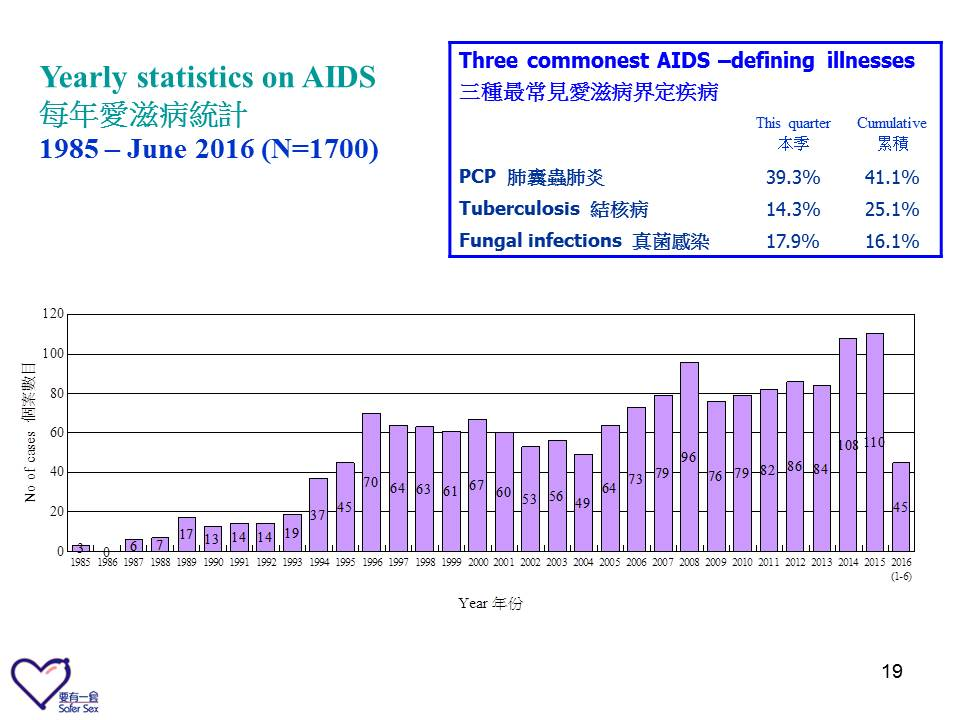 Yearly statistics on AIDS
每年愛滋病統計
1985 – June 2016 (N=1700)
Three commonest AIDS –defining illnesses
三種最常見愛滋病界定疾病
This quarter Cumulative
本季 累積
PCP 肺囊蟲肺炎 39.3% 41.1%
Tuberculosis 結核病 14.3% 25.1%
Fungal infections 真菌感染 17.9% 16.1%
No of cases 個案數目
120
100
80
60
40
20
0
3 0 6 7 17 13 14 14 19 37 45 70 64 63 61 67 60 53 56 49 64 73 79 96 76 79 82 86 84 108 110 45
1985 1986 1987 1988 1989 1990 1991 1992 1993 1994 1995 1996 1997 1998 1999 2000 2001 2002 2003 2004 2005 2006 2007 2008 2009 2010 2011 2012 2013 2014 2015 2016
(1-6)
Year 年份
要有一套
Safer Sex
19